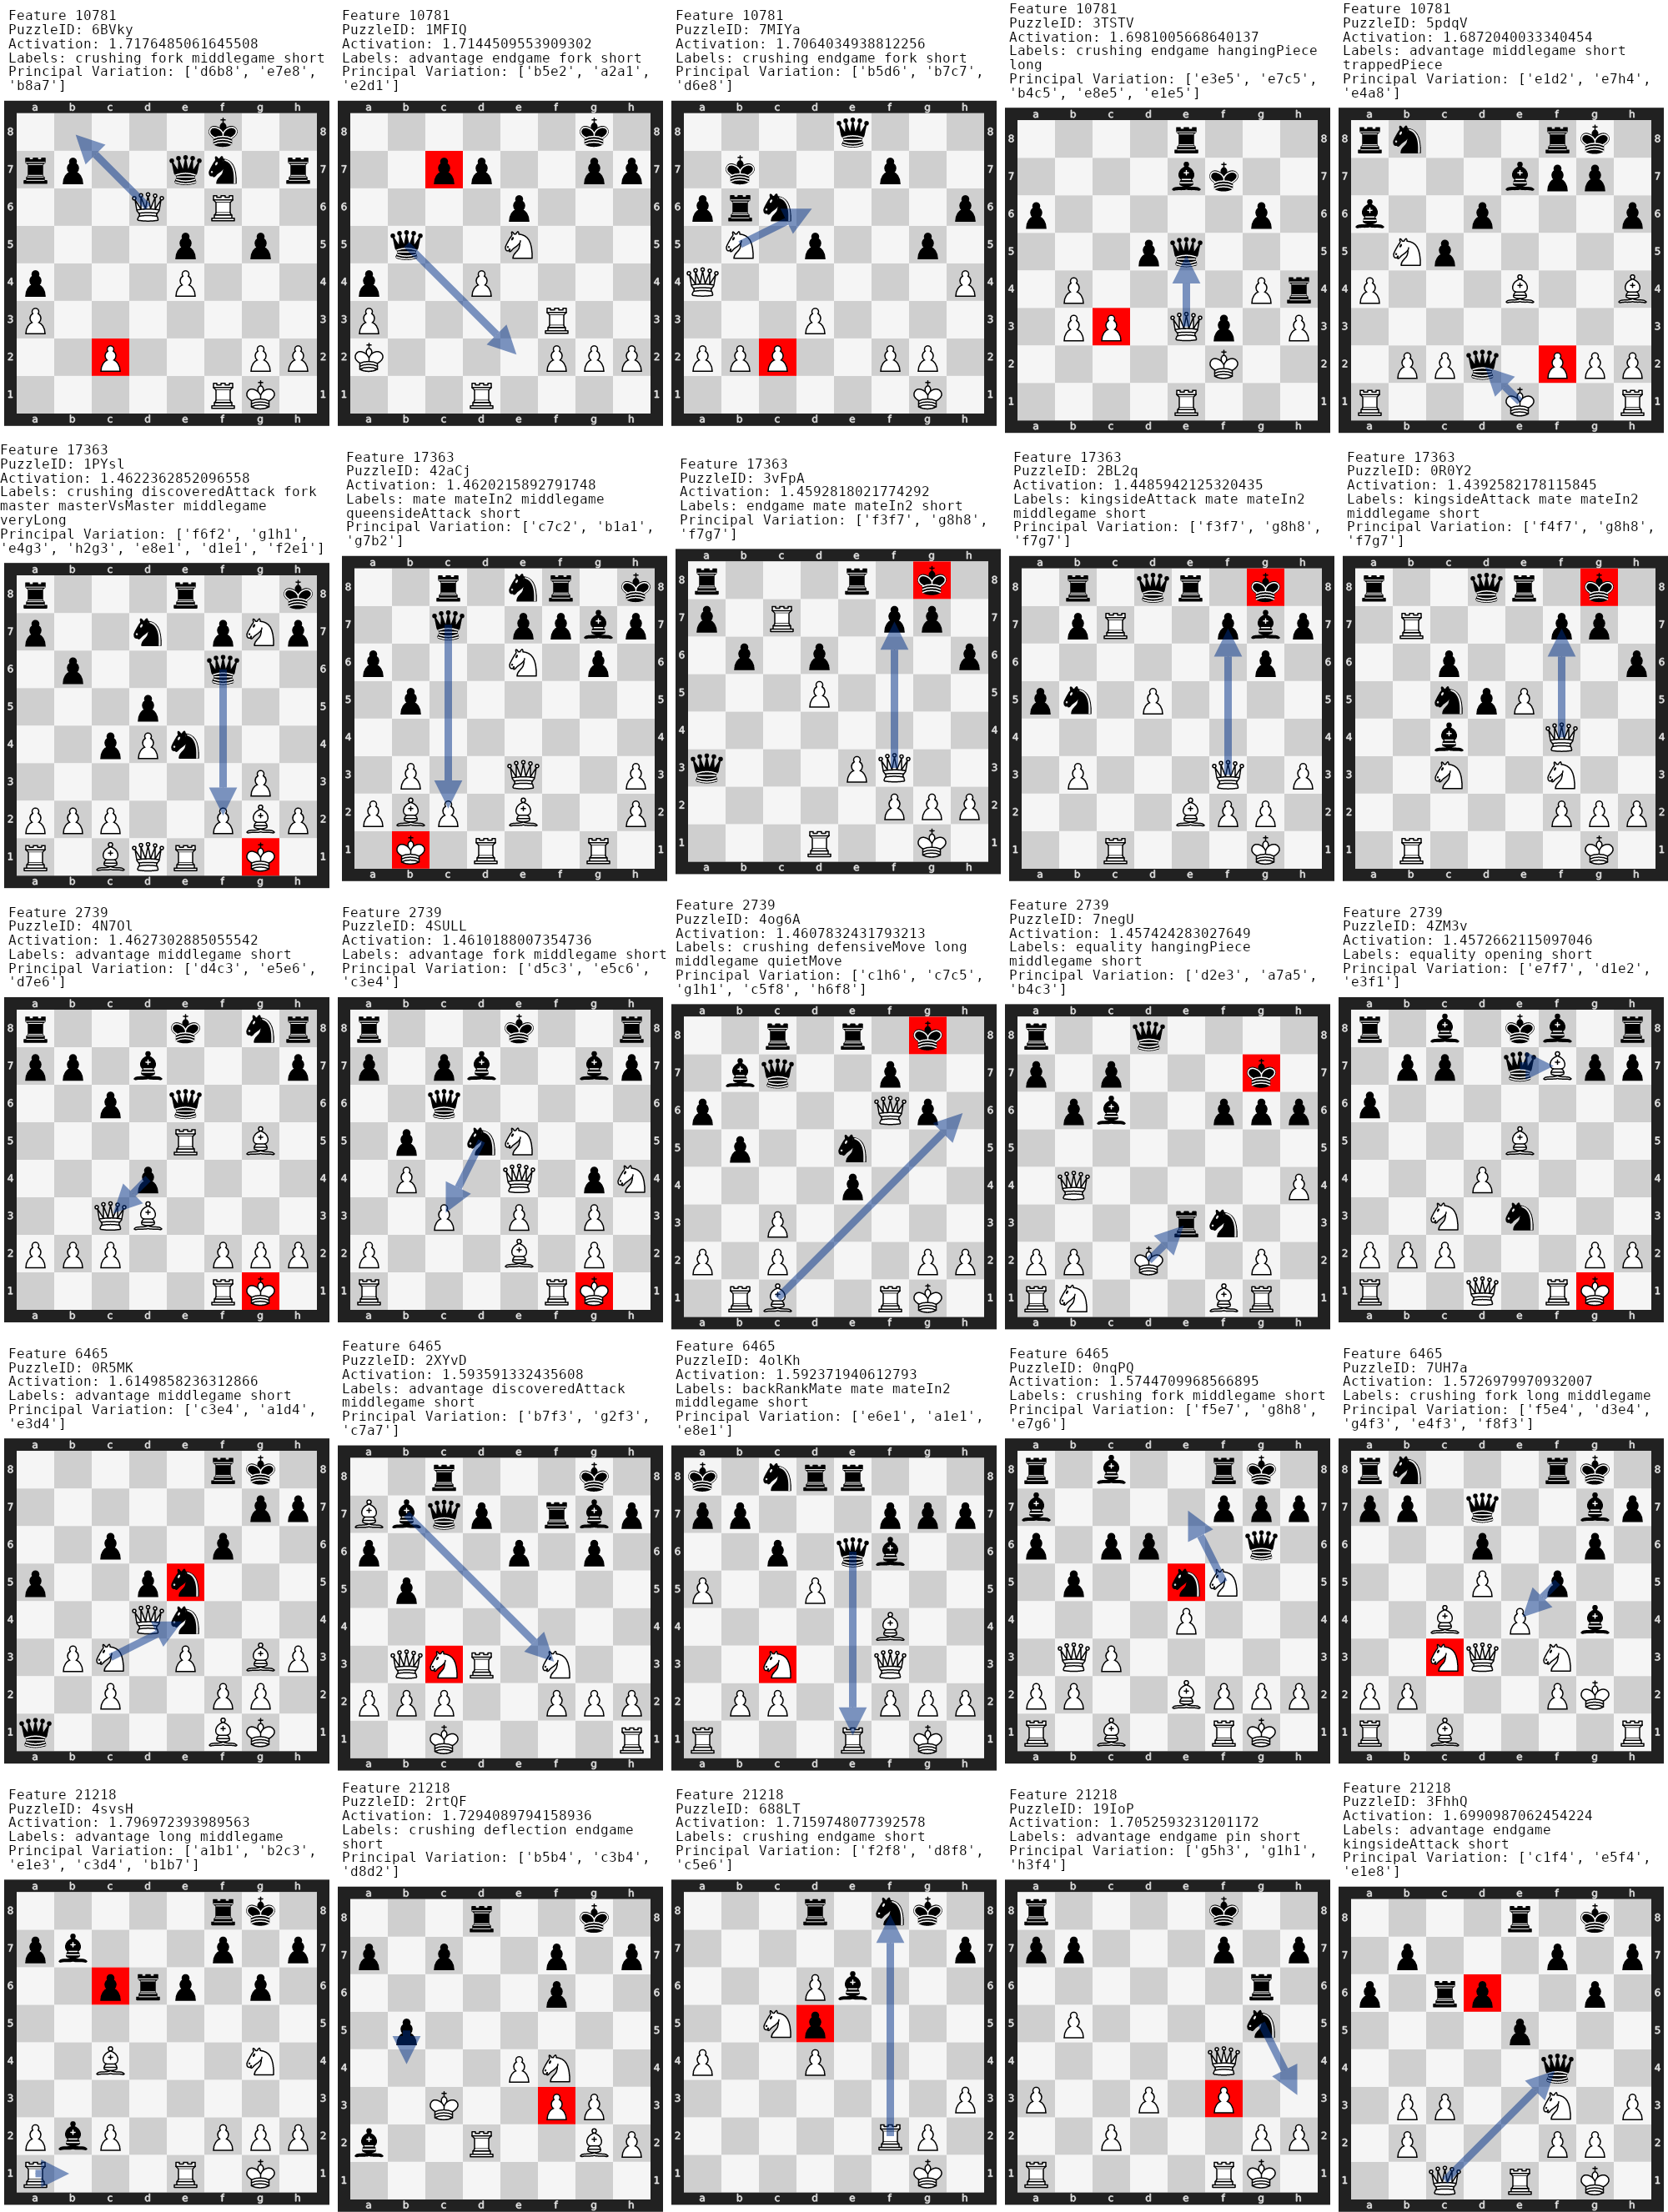 Feature 10781
PuzzleID: 6BVky
Activation: 1.7176485061645508
Labels: crushing fork middlegame short
Principal Variation: ['d6b8', 'e7e8',
'b8a7']
Feature 10781
PuzzleID: 1MFIQ
Activation: 1.7144509553909302
Labels: advantage endgame fork short
Principal Variation: ['b5e2', 'a2a1',
'e2d1']
Feature 10781
PuzzleID: 7MIYa
Activation: 1.7064034938812256
Labels: crushing endgame fork short
Principal Variation: ['b5d6', 'b7c7',
'd6e8']
Feature 10781
PuzzleID: 3TSTV
Activation: 1.6981005668640137
Labels: crushing endgame hangingPiece
long
Principal Variation: ['e3e5', 'e7c5',
'b4c5', 'e8e5', 'e1e5']
Feature 10781
PuzzleID: 5pdqV
Activation: 1.6872040033340454
Labels: advantage middlegame short
trappedPiece
Principal Variation: ['e1d2', 'e7h4',
'e4a8']
Feature 17363
PuzzleID: 1PYsl
Activation: 1.4622362852096558
Labels: crushing discoveredAttack fork
master masterVsMaster middlegame
veryLong
Principal Variation: ['f6f2', 'g1h1',
'e4g3', 'h2g3', 'e8e1', 'd1e1', 'f2e1']
Feature 17363
PuzzleID: 42aCj
Activation: 1.4620215892791748
Labels: mate mateIn2 middlegame
queensideAttack short
Principal Variation: ['c7c2', 'b1a1',
'g7b2']
Feature 17363
PuzzleID: 3vFpA
Activation: 1.4592818021774292
Labels: endgame mate mateIn2 short
Principal Variation: ['f3f7', 'g8h8',
'f7g7']
Feature 17363
PuzzleID: 2BL2q
Activation: 1.4485942125320435
Labels: kingsideAttack mate mateIn2
middlegame short
Principal Variation: ['f3f7', 'g8h8',
'f7g7']
Feature 17363
PuzzleID: 0R0Y2
Activation: 1.4392582178115845
Labels: kingsideAttack mate mateIn2
middlegame short
Principal Variation: ['f4f7', 'g8h8',
'f7g7']
Feature 2739
PuzzleID: 4N7Ol
Activation: 1.4627302885055542
Labels: advantage middlegame short
Principal Variation: ['d4c3', 'e5e6',
'd7e6']
Feature 2739
PuzzleID: 4SULL
Activation: 1.4610188007354736
Labels: advantage fork middlegame short
Principal Variation: ['d5c3', 'e5c6',
'c3e4']
Feature 2739
PuzzleID: 4og6A
Activation: 1.4607832431793213
Labels: crushing defensiveMove long
middlegame quietMove
Principal Variation: ['c1h6', 'c7c5',
'g1h1', 'c5f8', 'h6f8']
Feature 2739
PuzzleID: 7negU
Activation: 1.457424283027649
Labels: equality hangingPiece
middlegame short
Principal Variation: ['d2e3', 'a7a5',
'b4c3']
Feature 2739
PuzzleID: 4ZM3v
Activation: 1.4572662115097046
Labels: equality opening short
Principal Variation: ['e7f7', 'd1e2',
'e3f1']
Feature 6465
PuzzleID: 0R5MK
Activation: 1.6149858236312866
Labels: advantage middlegame short
Principal Variation: ['c3e4', 'a1d4',
'e3d4']
Feature 6465
PuzzleID: 2XYvD
Activation: 1.593591332435608
Labels: advantage discoveredAttack
middlegame short
Principal Variation: ['b7f3', 'g2f3',
'c7a7']
Feature 6465
PuzzleID: 4olKh
Activation: 1.592371940612793
Labels: backRankMate mate mateIn2
middlegame short
Principal Variation: ['e6e1', 'a1e1',
'e8e1']
Feature 6465
PuzzleID: 0nqPQ
Activation: 1.5744709968566895
Labels: crushing fork middlegame short
Principal Variation: ['f5e7', 'g8h8',
'e7g6']
Feature 6465
PuzzleID: 7UH7a
Activation: 1.5726979970932007
Labels: crushing fork long middlegame
Principal Variation: ['f5e4', 'd3e4',
'g4f3', 'e4f3', 'f8f3']
Feature 21218
PuzzleID: 4svsH
Activation: 1.796972393989563
Labels: advantage long middlegame
Principal Variation: ['a1b1', 'b2c3',
'e1e3', 'c3d4', 'b1b7']
Feature 21218
PuzzleID: 2rtQF
Activation: 1.7294089794158936
Labels: crushing deflection endgame
short
Principal Variation: ['b5b4', 'c3b4',
'd8d2']
Feature 21218
PuzzleID: 688LT
Activation: 1.7159748077392578
Labels: crushing endgame short
Principal Variation: ['f2f8', 'd8f8',
'c5e6']
Feature 21218
PuzzleID: 19IoP
Activation: 1.7052593231201172
Labels: advantage endgame pin short
Principal Variation: ['g5h3', 'g1h1',
'h3f4']
Feature 21218
PuzzleID: 3FhhQ
Activation: 1.6990987062454224
Labels: advantage endgame
kingsideAttack short
Principal Variation: ['c1f4', 'e5f4',
'e1e8']